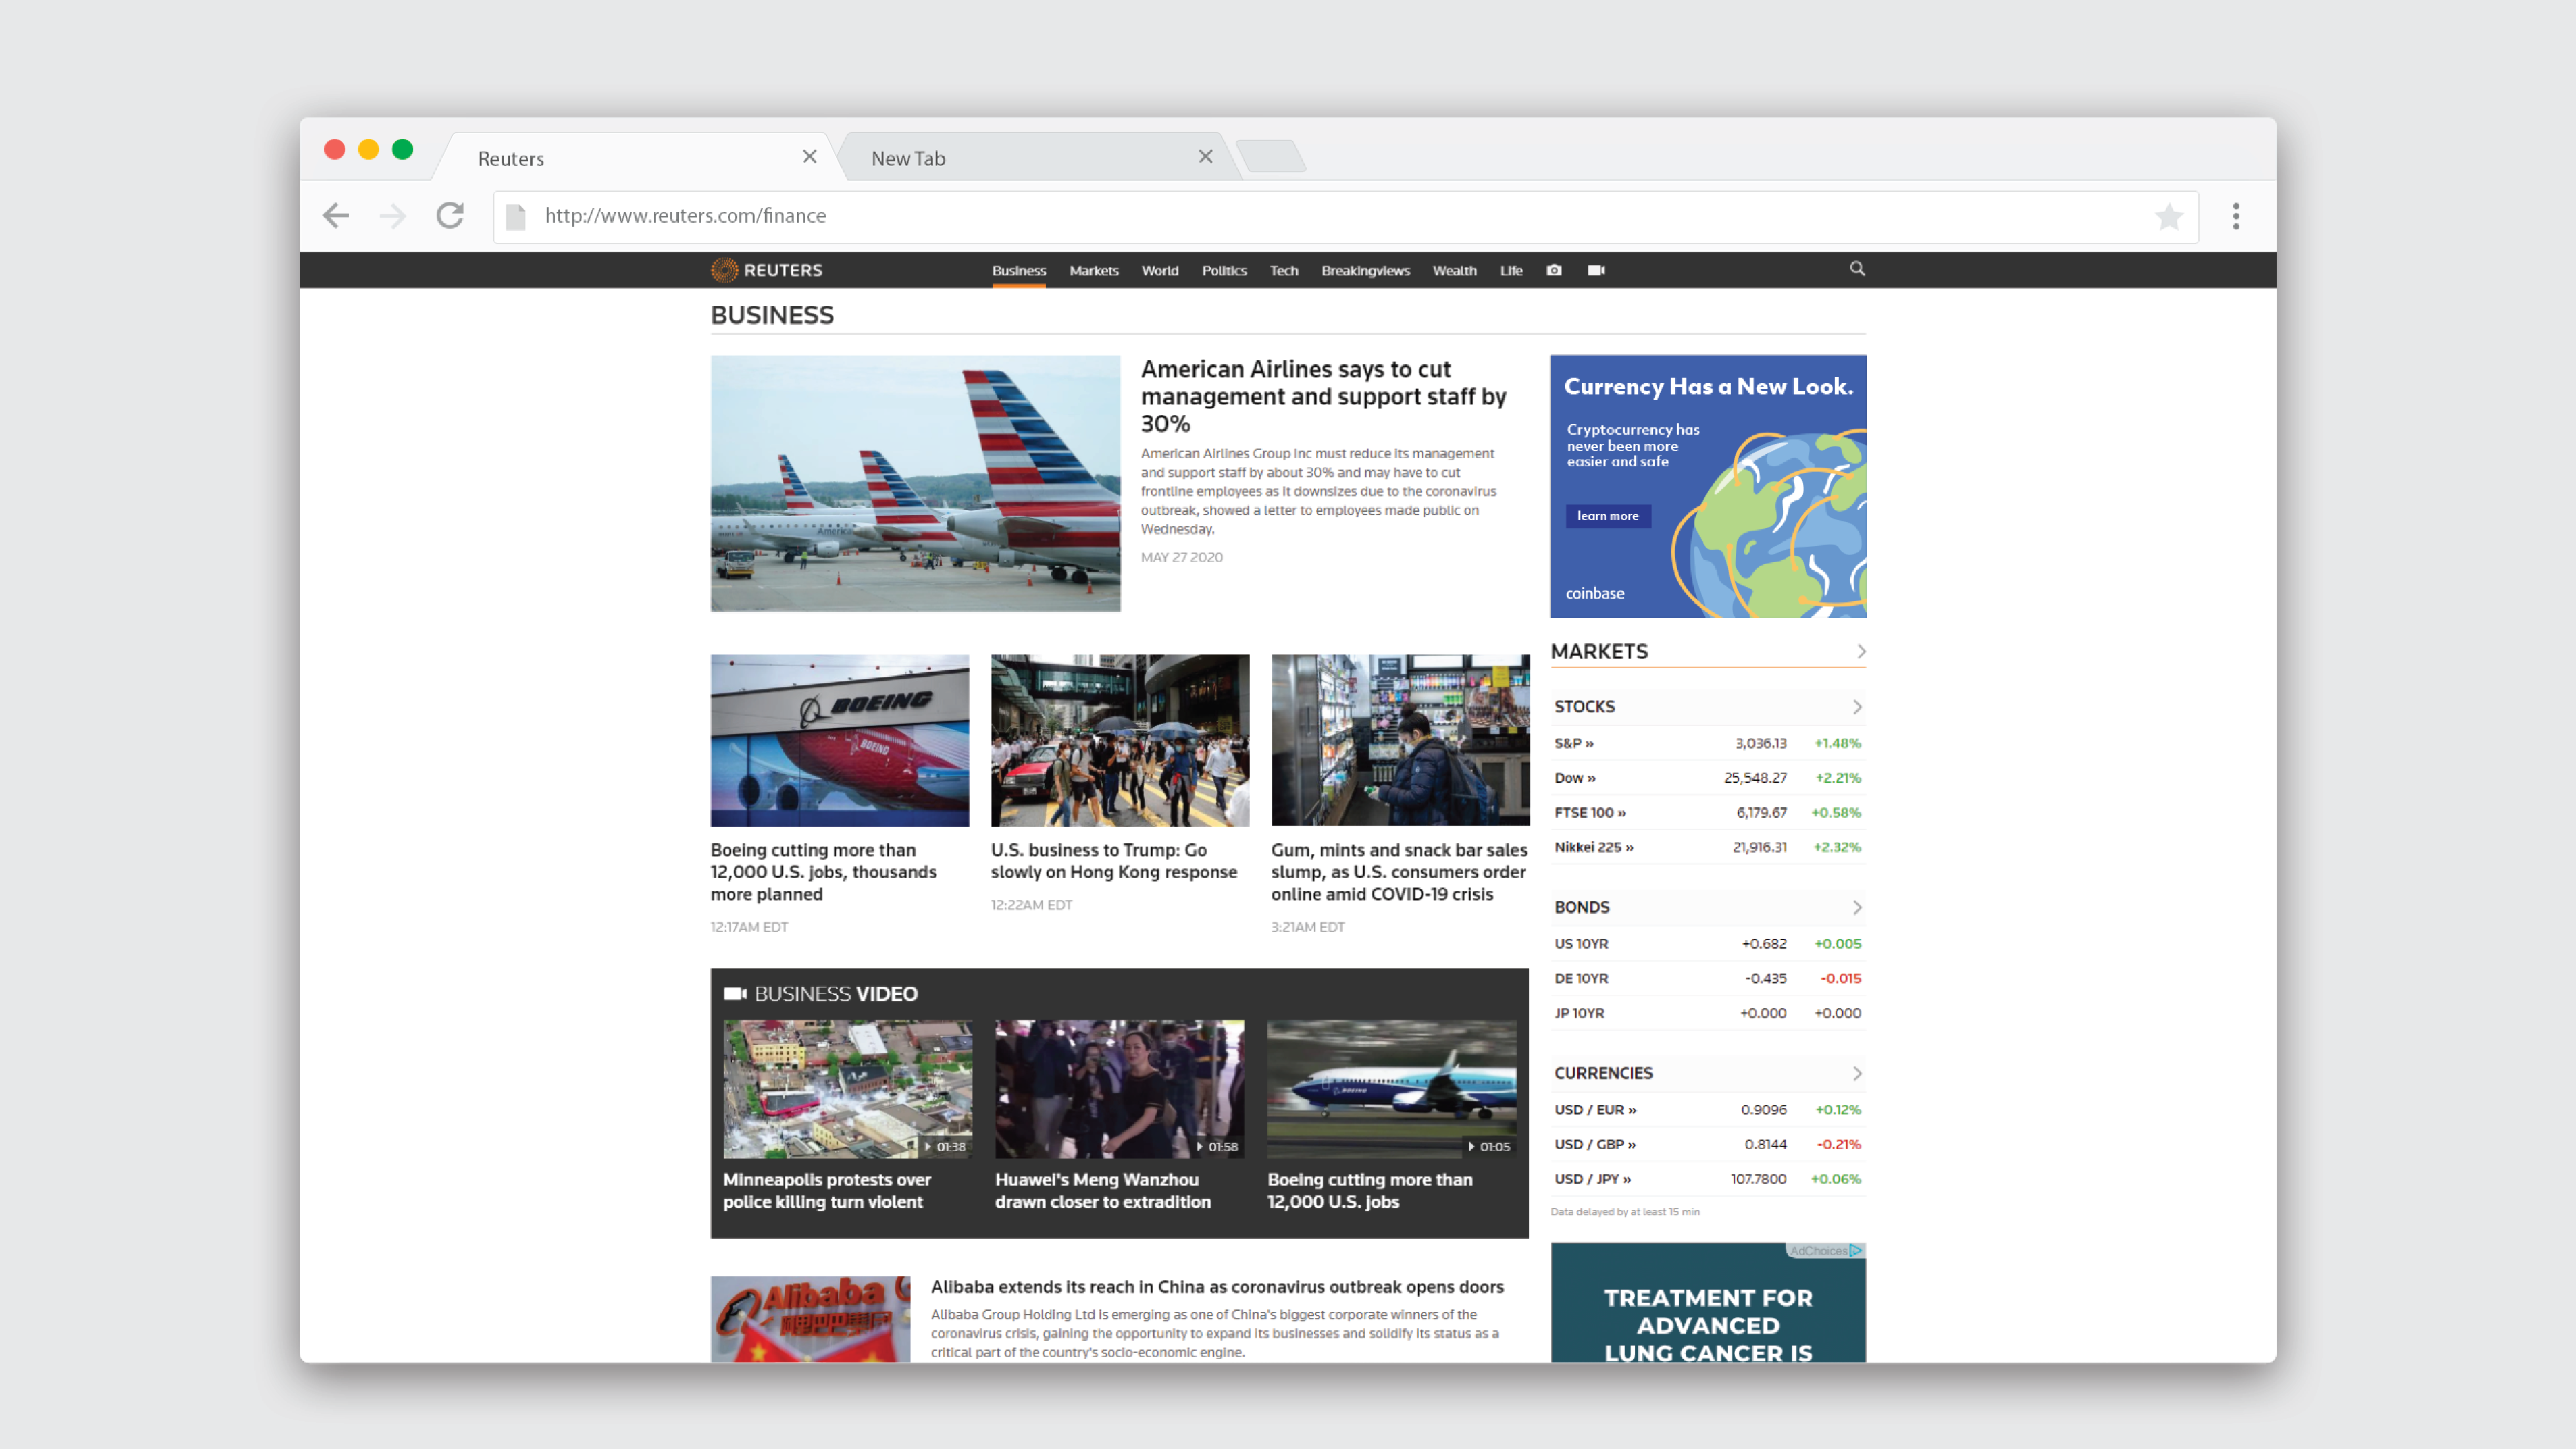 Reuters
New Tab
http://www.reuters.com/finance
REUTERS
Business Markets World Politics Tech Breakingviews Wealth Life
BUSINESS
American Airlines says to cut
management and support staff by
30%
American Airlines Group Inc must reduce its management
and support staff by about 30% and may have to cut
frontline employees as it downsizes due to the coronavirus
outbreak, showed a letter to employees made public on
Wednesday.
MAY 27 2020
Currency Has a New Look.
Cryptocurrency has
never been more
easier and safe
learn more
coinbase
BOEING
BOEING
Boeing cutting more than
12,000 U.S. jobs, thousands
more planned
12:17AM EDT
U.S. business to Trump: Go
slowly on Hong Kong response
12:22AM EDT
Gum, mints and snack bar sales
slump, as U.S. consumers order
online amid COVID-19 crisis
3:21AM EDT
MARKETS
STOCKS
S&P » 3,036.13 +1.48%
Dow » 25,548.27 +2.21%
FTSE 100 » 6,179.67 +0.58%
Nikkei 225 » 21,916.31 +2.32%
BONDS
US 10YR +0.682 +0.005
DE 10YR -0.435 -0.015
JP 10YR +0.000 +0.000
CURRENCIES
USD / EUR » 0.9096 +0.12%
USD / GBP » 0.8144 -0.21%
USD / JPY » 107.7800 +0.06%
Data delayed by at least 15 min
BUSINESS VIDEO
01:38
01:58
01:05
Minneapolis protests over
police killing turn violent
Huawei's Meng Wanzhou
drawn closer to extradition
Boeing cutting more than
12,000 U.S. jobs
Alibaba
阿里巴巴集团
Alibaba extends its reach in China as coronavirus outbreak opens doors
Alibaba Group Holding Ltd is emerging as one of China's biggest corporate winners of the
coronavirus crisis, gaining the opportunity to expand its businesses and solidify its status as a
critical part of the country's socio-economic engine.
AdChoices
TREATMENT FOR
ADVANCED
LUNG CANCER IS